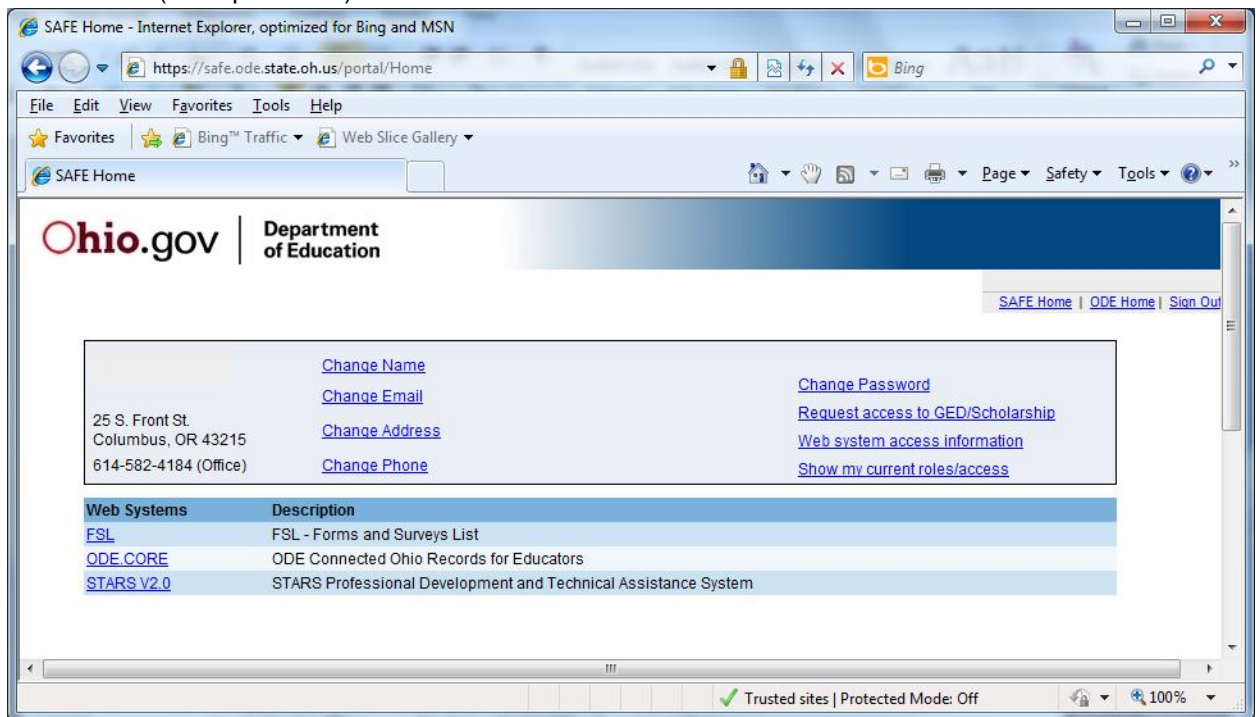 SAFE Home - Internet Explorer, optimized for Bing and MSN
https://safe.ode.state.oh.us/portal/Home
Bing
File Edit View Favorites Tools Help
Favorites Bing™ Traffic Web Slice Gallery
SAFE Home
Page Safety Tools
Ohio.gov | Department of Education
SAFE Home | ODE Home | Sign Out
Change Name
Change Email
25 S. Front St.
Columbus, OR 43215
Change Address
614-582-4184 (Office)
Change Phone
Change Password
Request access to GED/Scholarship
Web system access information
Show my current roles/access
Web Systems Description
FSL FSL - Forms and Surveys List
ODE.CORE ODE Connected Ohio Records for Educators
STARS V2.0 STARS Professional Development and Technical Assistance System
Trusted sites | Protected Mode: Off 100%